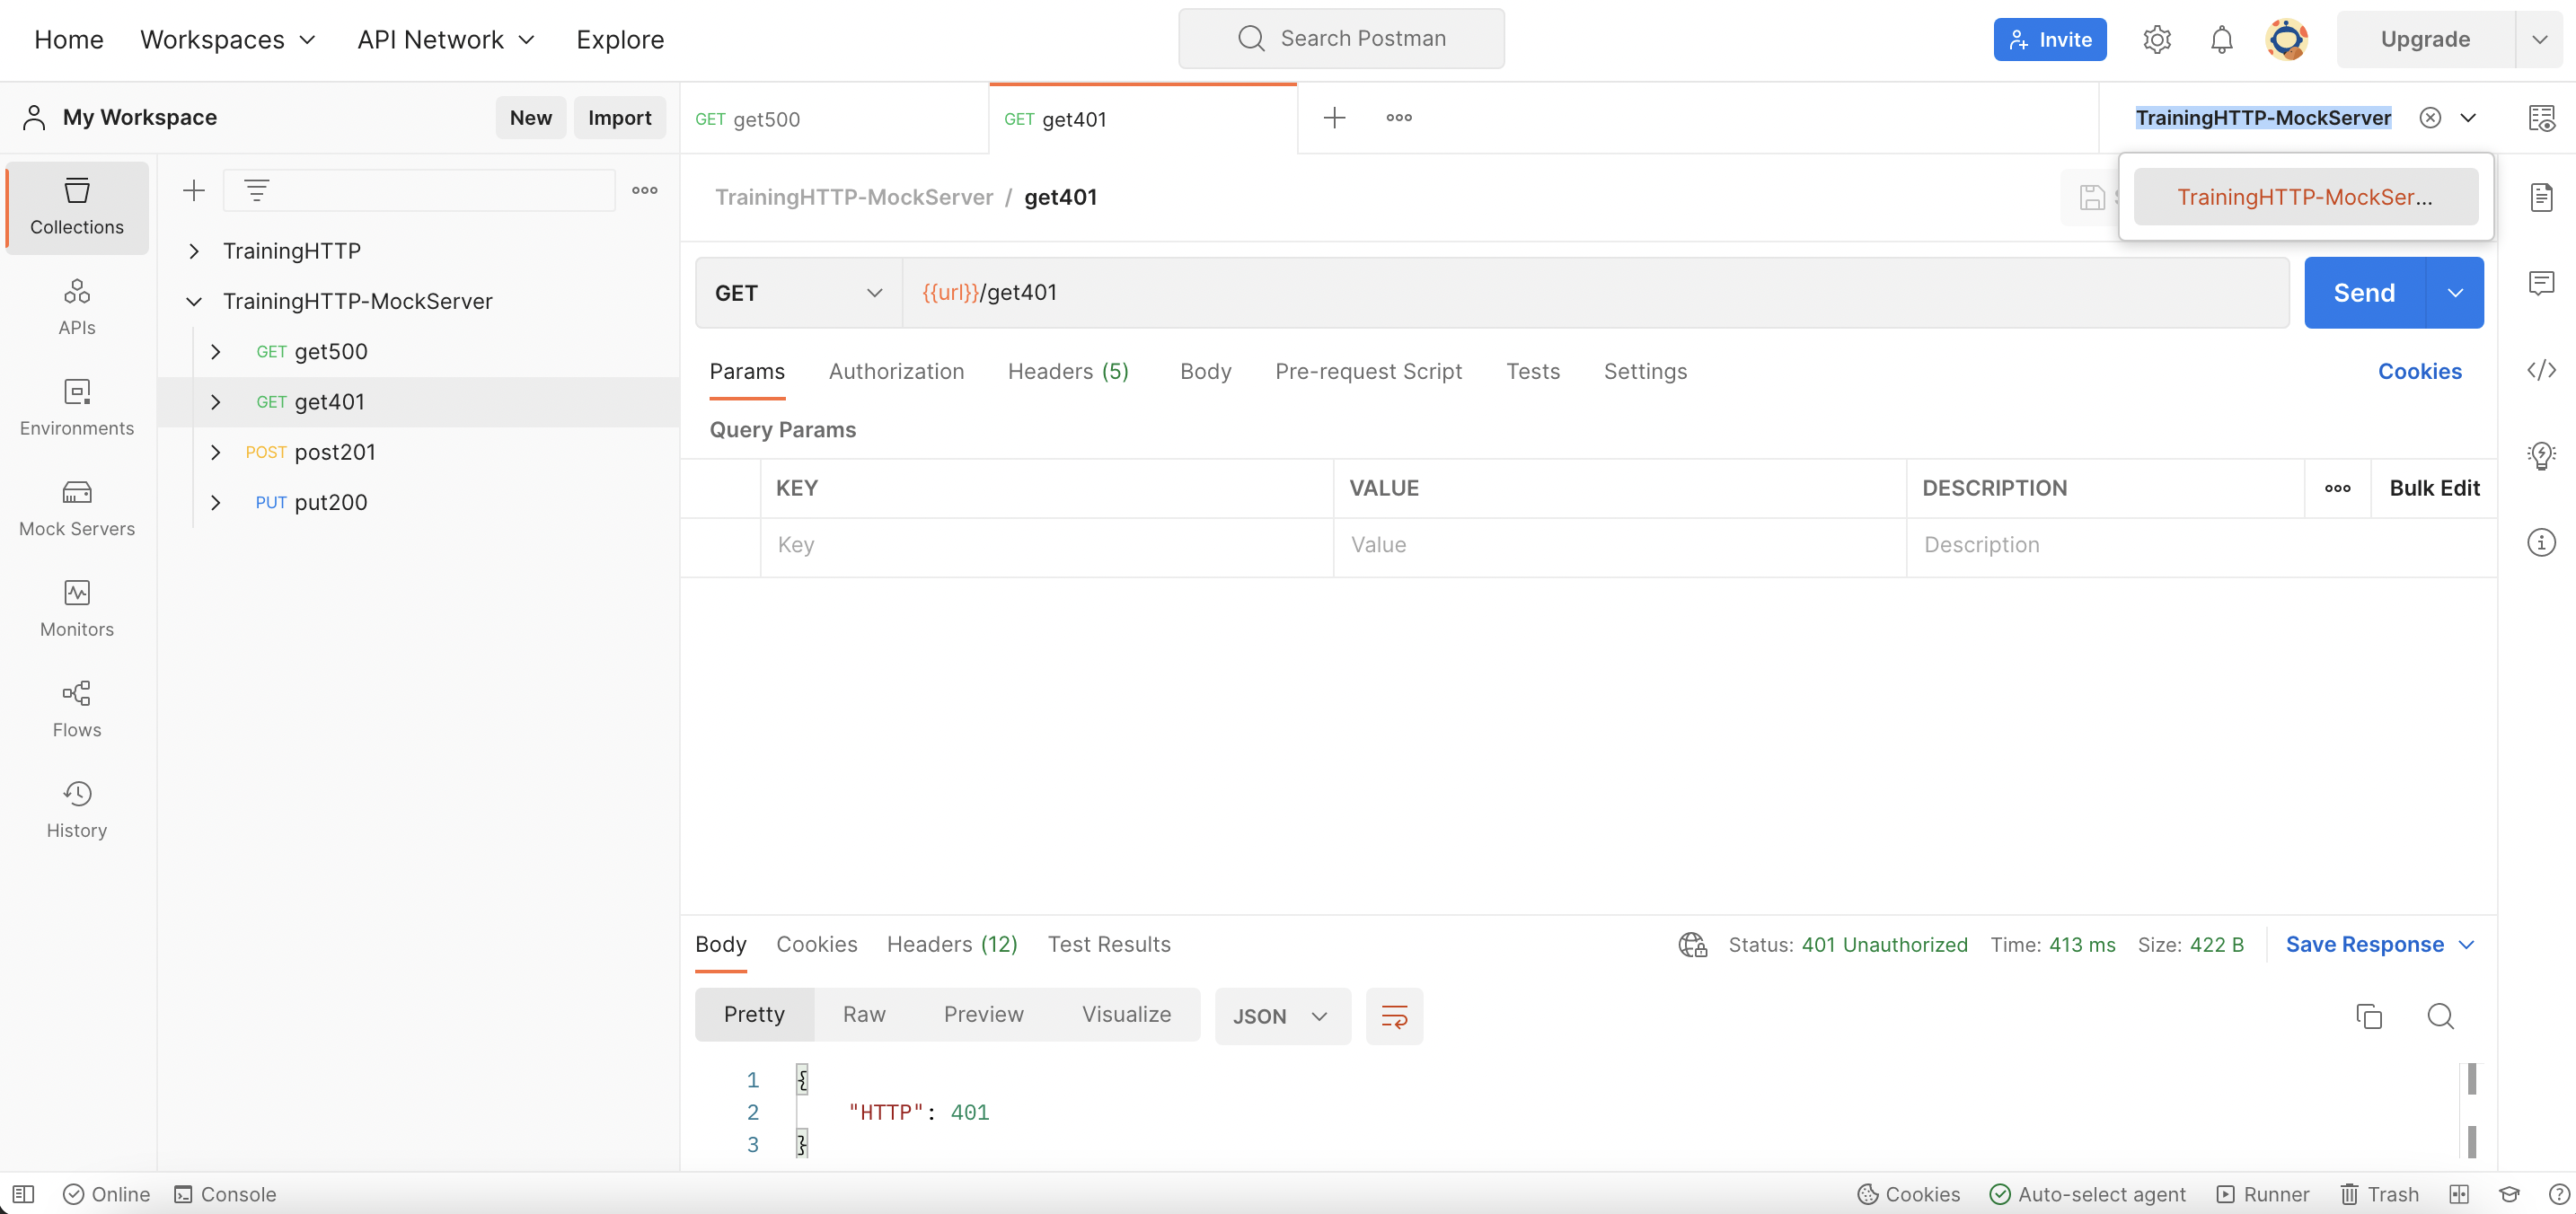 Home Workspaces API Network Explore Search Postman Invite Upgrade
My Workspace New Import GET get500 GET get401 TrainingHTTP-MockServer
Collections
TrainingHTTP-MockServer / get401 TrainingHTTP-MockSer...
TrainingHTTP
TrainingHTTP-MockServer
GET {{url}}/get401 Send
APIs
GET get500
Params Authorization Headers (5) Body Pre-request Script Tests Settings Cookies
GET get401
Environments
Query Params
POST post201
KEY VALUE DESCRIPTION Bulk Edit
PUT put200
Mock Servers
Key Value Description
Monitors
Flows
History
Body Cookies Headers (12) Test Results Status: 401 Unauthorized Time: 413 ms Size: 422 B Save Response
Pretty Raw Preview Visualize JSON
1 {
2 "HTTP": 401
3 }
Online Console Cookies Auto-select agent Runner Trash